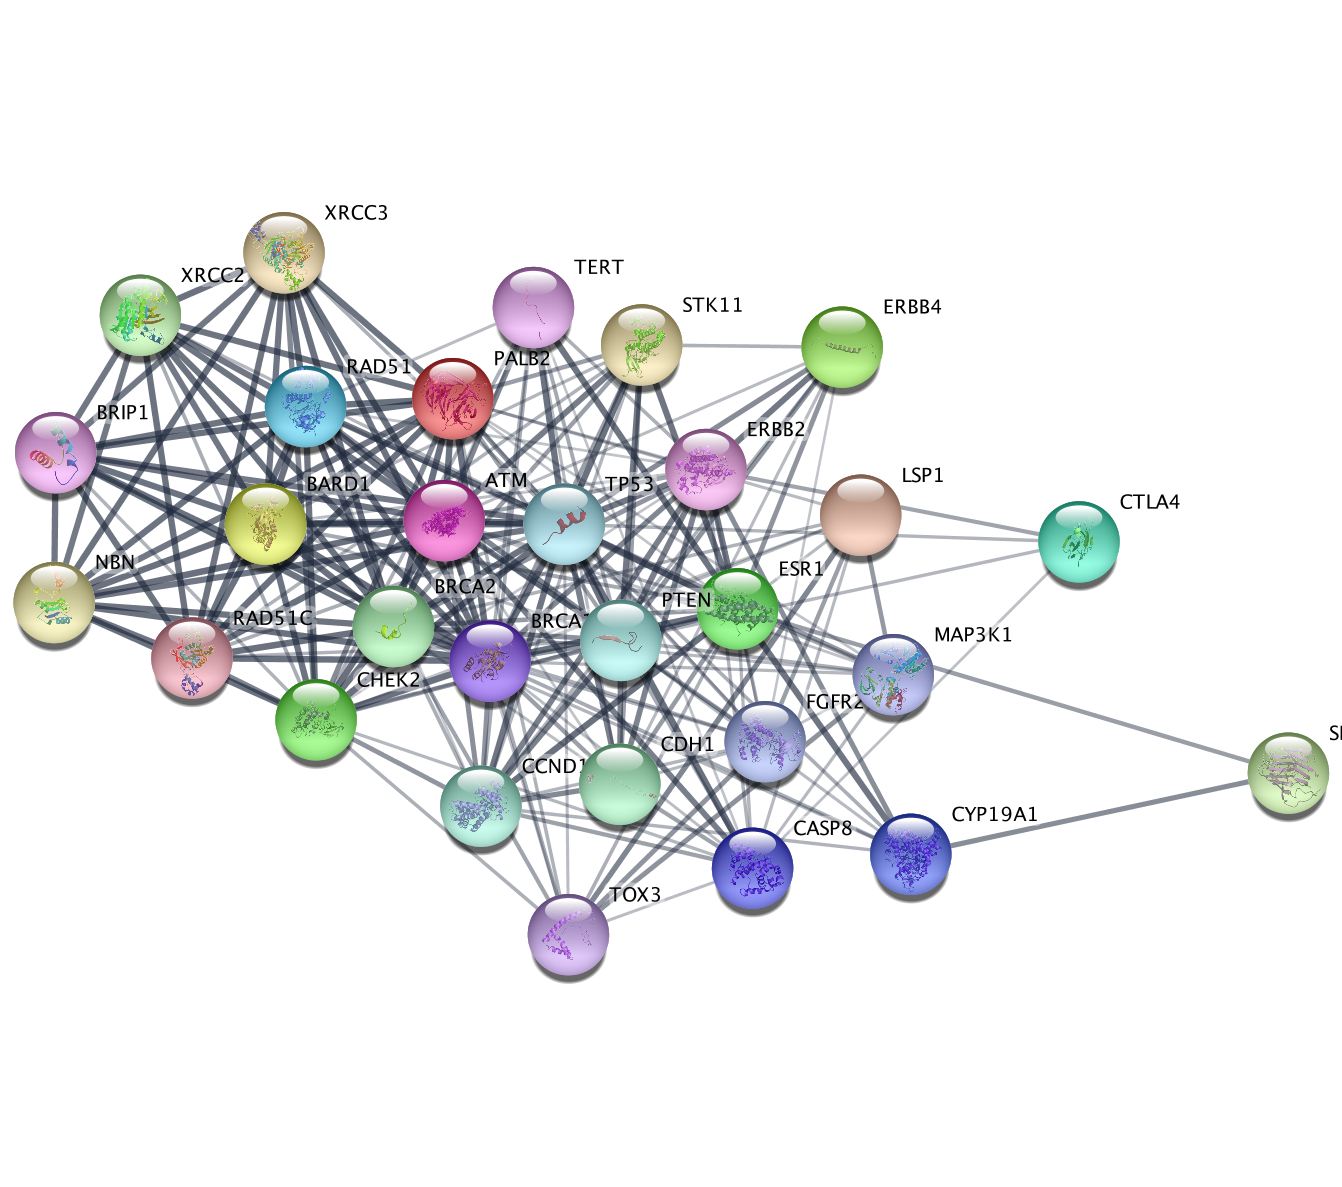 XRCC3
XRCC2
TERT
STK11
ERBB4
PALB2
RAD51
BRIP1
ERBB2
LSP1
ATM
BARD1
TP53
CTLA4
NBN
ESR1
BRCA2
PTEN
RAD51C
BRCA
MAP3K1
CHEK2
FGFR2
CDH1
CCND1
CYP19A1
CASP8
TOX3